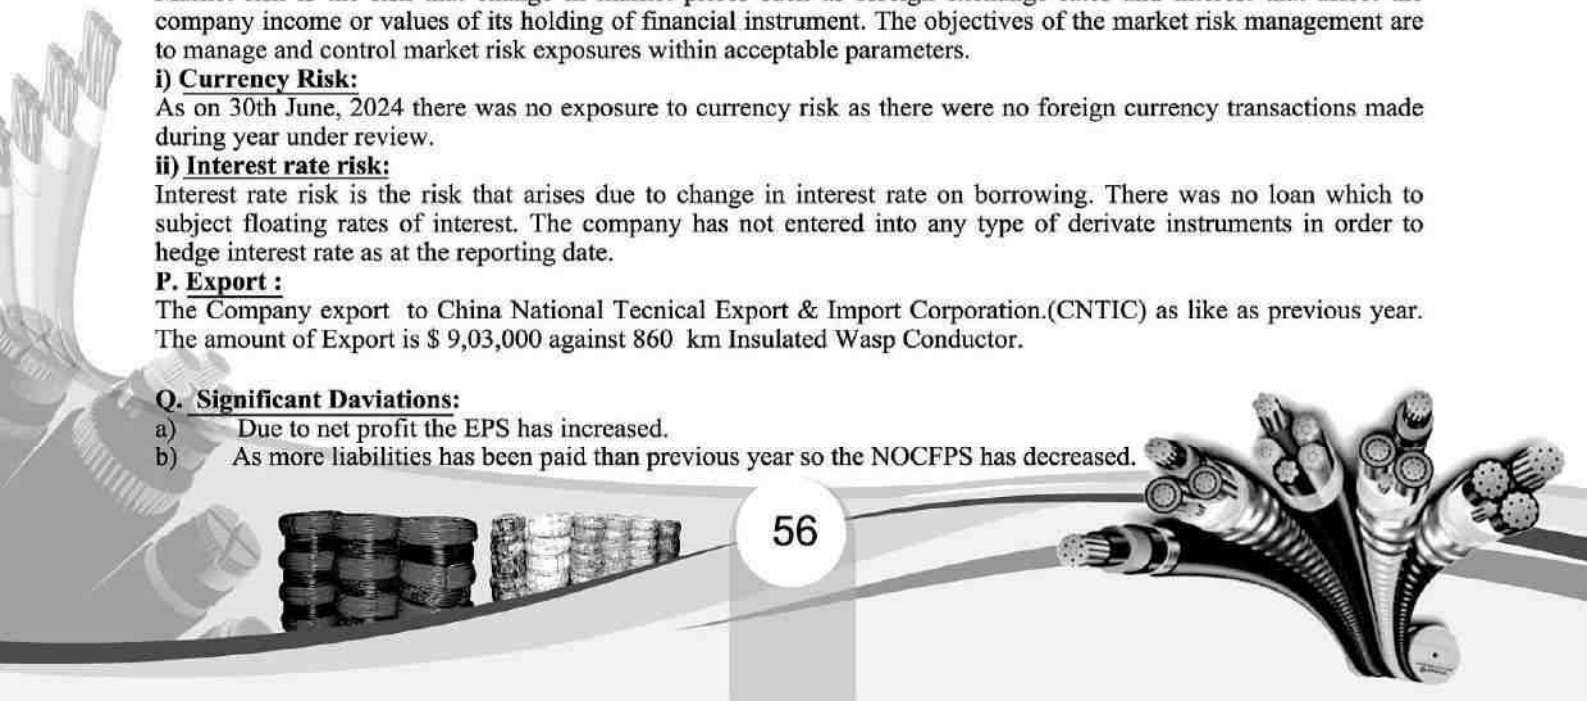 company income or values of its holding of financial instrument. The objectives of the market risk management are
to manage and control market risk exposures within acceptable parameters.
i) Currency Risk:
As on 30th June, 2024 there was no exposure to currency risk as there were no foreign currency transactions made
during year under review.
ii) Interest rate risk:
Interest rate risk is the risk that arises due to change in interest rate on borrowing. There was no loan which to
subject floating rates of interest. The company has not entered into any type of derivate instruments in order to
hedge interest rate as at the reporting date.
P. Export :
The Company export to China National Tecnical Export & Import Corporation.(CNTIC) as like as previous year.
The amount of Export is $ 9,03,000 against 860 km Insulated Wasp Conductor.
Q. Significant Daviations:
a) Due to net profit the EPS has increased.
b) As more liabilities has been paid than previous year so the NOCFPS has decreased.
56